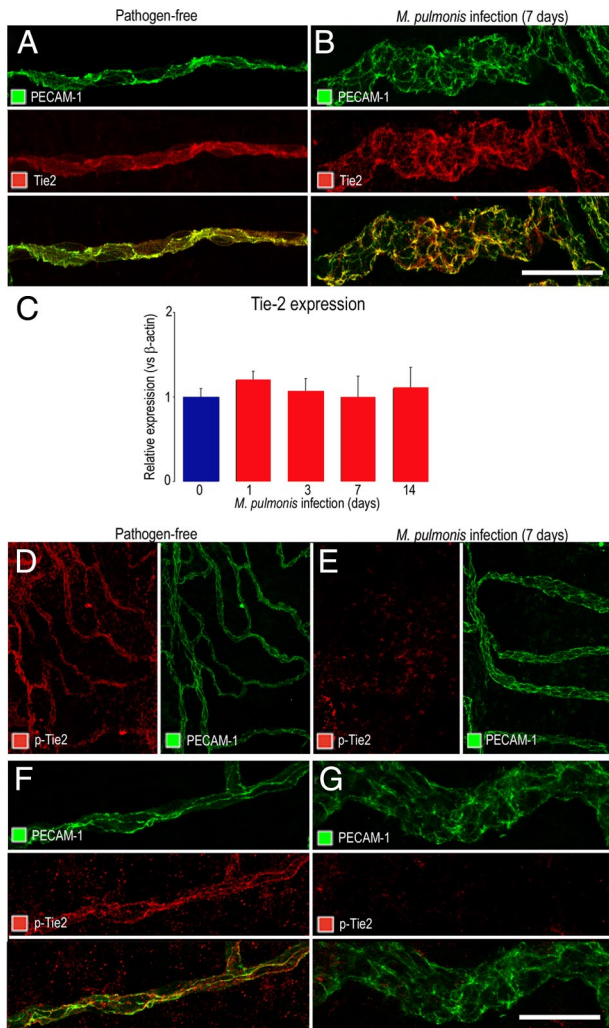 Pathogen-free
M. pulmonis infection (7 days)
A
PECAM-1
B
PECAM-1
Tie2
Tie2
C
Tie-2 expression
Relative expresision (vs β-actin)
2
1
0
0 1 3 7 14
M. pulmonis infection (days)
Pathogen-free
M. pulmonis infection (7 days)
D
p-Tie2
PECAM-1
E
p-Tie2
PECAM-1
F
PECAM-1
G
PECAM-1
p-Tie2
p-Tie2